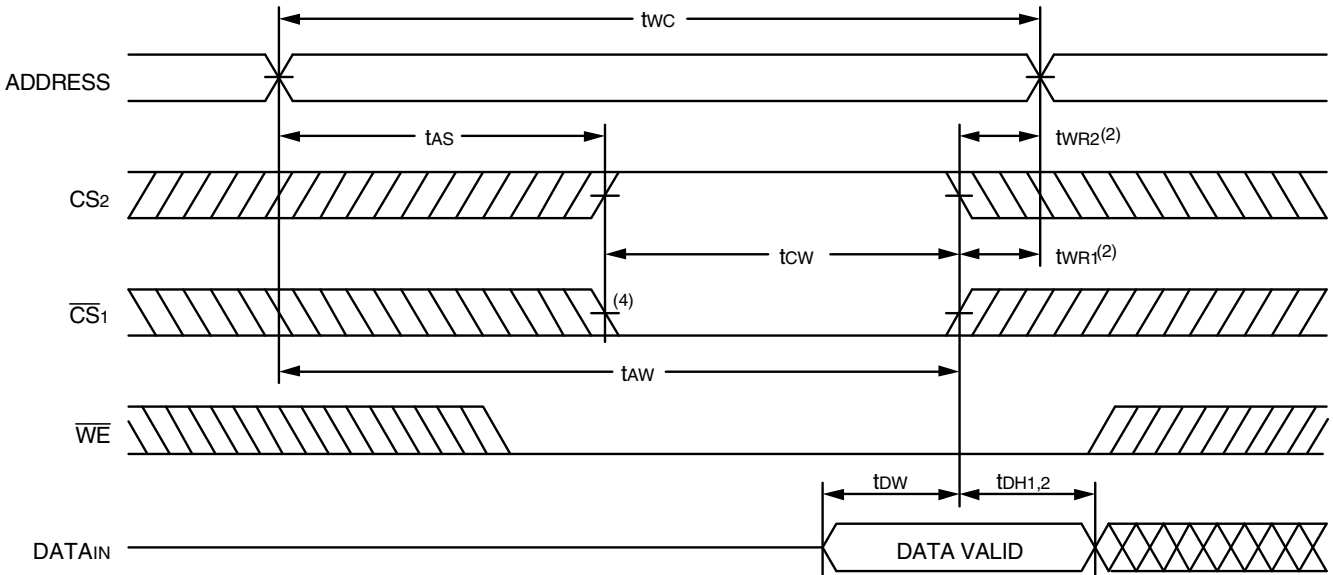 tWC
ADDRESS
tAS
tWR2(2)
CS2
tCW
tWR1(2)
CS1
(4)
tAW
WE
tDW
tDH1,2
DATAIN
DATA VALID